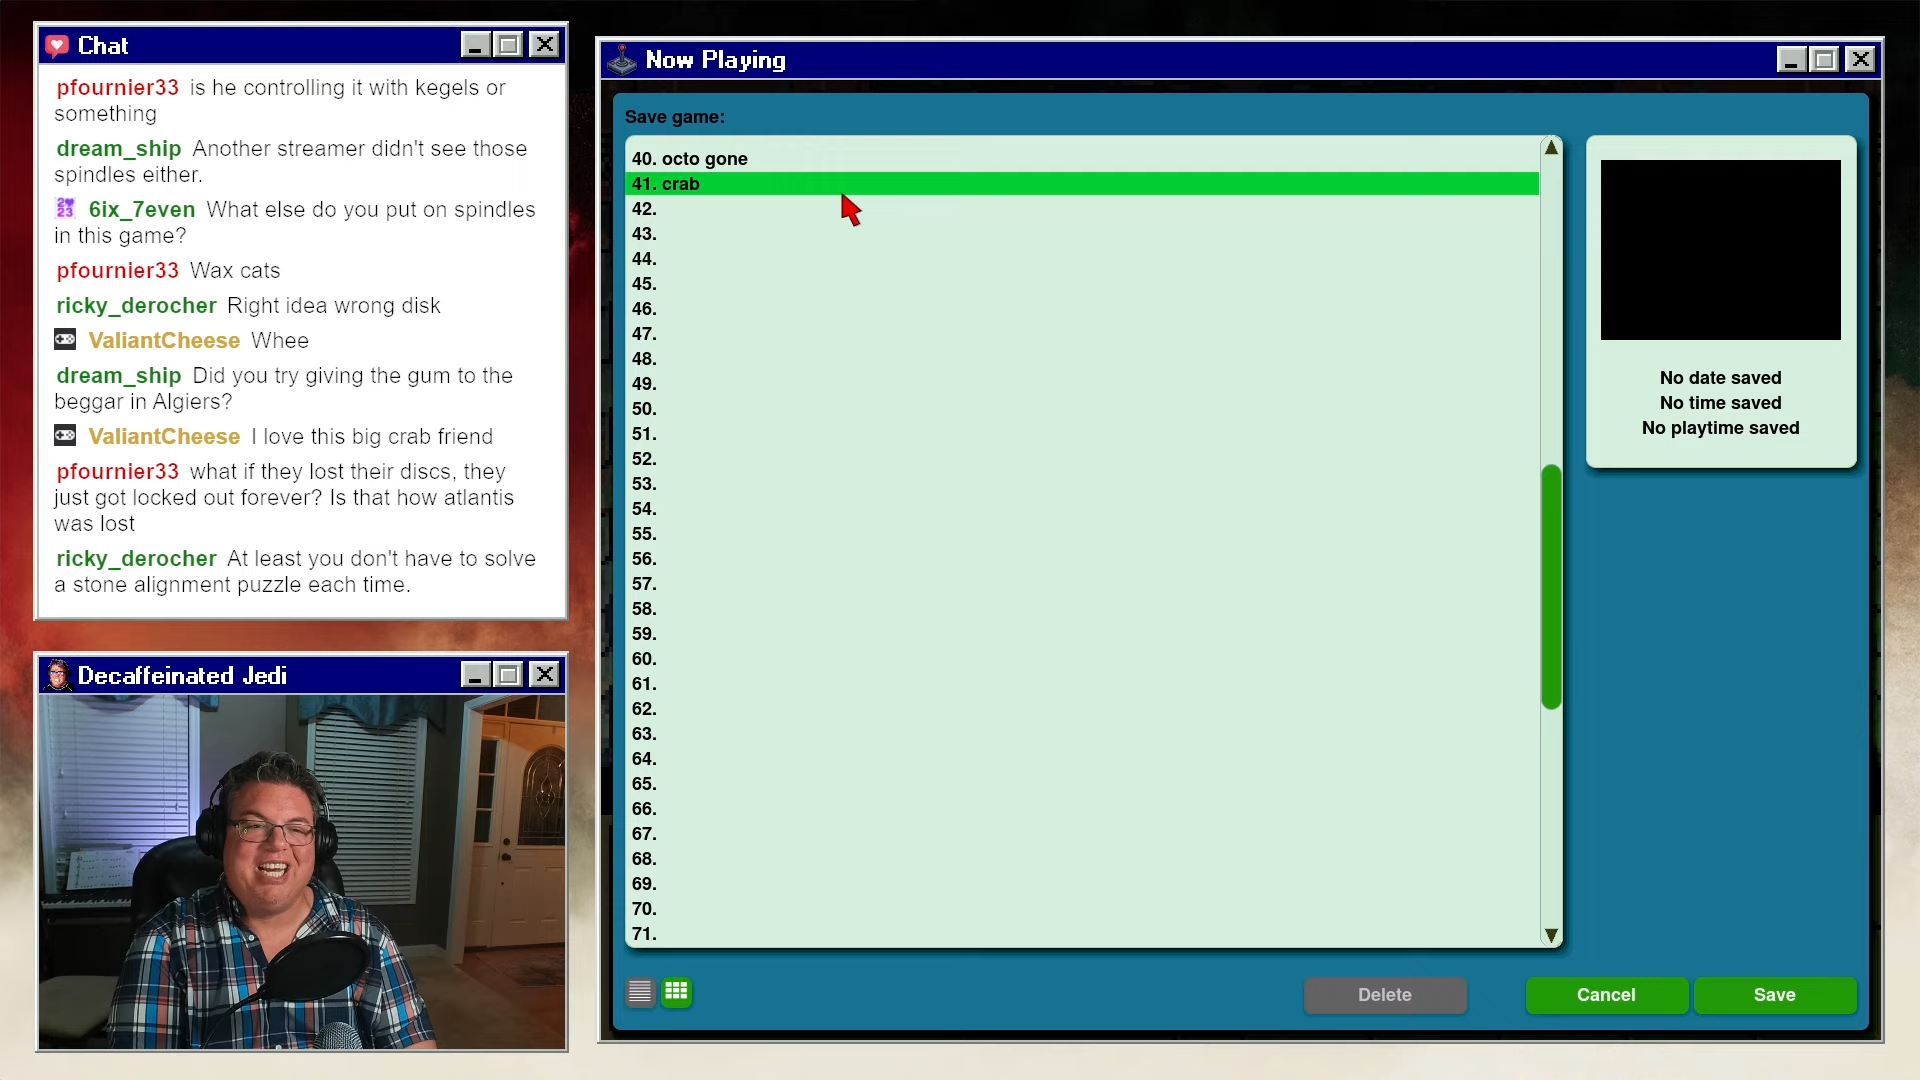 Chat
pfournier33 is he controlling it with kegels or
something
dream_ship Another streamer didn't see those
spindles either.
6ix_7even What else do you put on spindles
in this game?
pfournier33 Wax cats
ricky_derocher Right idea wrong disk
ValiantCheese Whee
dream_ship Did you try giving the gum to the
beggar in Algiers?
ValiantCheese I love this big crab friend
pfournier33 what if they lost their discs, they
just got locked out forever? Is that how atlantis
was lost
ricky_derocher At least you don't have to solve
a stone alignment puzzle each time.
Decaffeinated Jedi
Now Playing
Save game:
40. octo gone
41. crab
42.
43.
44.
45.
46.
47.
48.
49.
50.
51.
52.
53.
54.
55.
56.
57.
58.
59.
60.
61.
62.
63.
64.
65.
66.
67.
68.
69.
70.
71.
No date saved
No time saved
No playtime saved
Delete
Cancel
Save